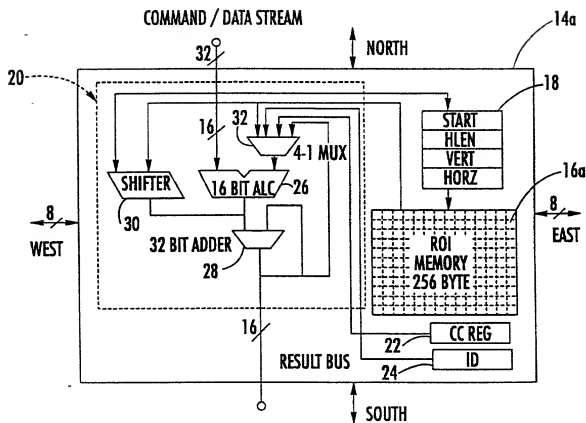 COMMAND / DATA STREAM
32
NORTH
14a
20
18
START
HLEN
VERT
HORZ
16
32
4-1 MUX
16a
SHIFTER
16 BIT ALC
26
30
8
WEST
32 BIT ADDER
28
ROI
MEMORY
256 BYTE
8
EAST
16
CC REG
22
RESULT BUS
ID
24
SOUTH